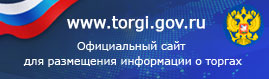 www.torgi.gov.ru
Официальный сайт
для размещения информации о торгах